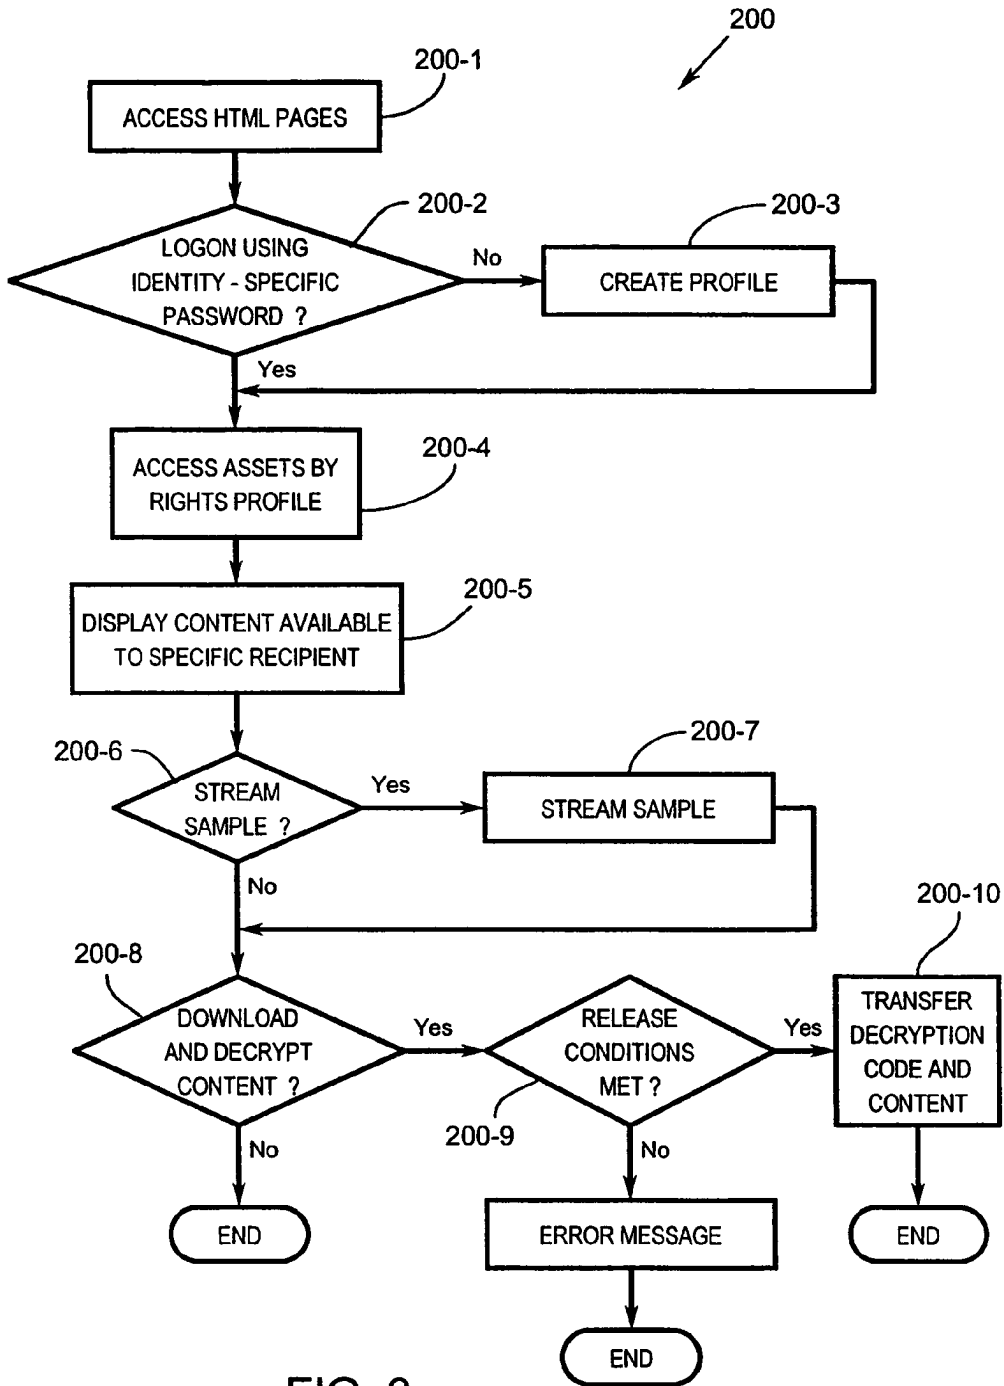 200
200-1
ACCESS HTML PAGES
200-2
LOGON USING
IDENTITY - SPECIFIC
PASSWORD ?
No
200-3
CREATE PROFILE
Yes
200-4
ACCESS ASSETS BY
RIGHTS PROFILE
200-5
DISPLAY CONTENT AVAILABLE
TO SPECIFIC RECIPIENT
200-6
STREAM
SAMPLE ?
Yes
200-7
STREAM SAMPLE
No
200-8
DOWNLOAD
AND DECRYPT
CONTENT ?
Yes
200-9
RELEASE
CONDITIONS
MET ?
Yes
200-10
TRANSFER
DECRYPTION
CODE AND
CONTENT
No
No
END
ERROR MESSAGE
END
END
FIG.